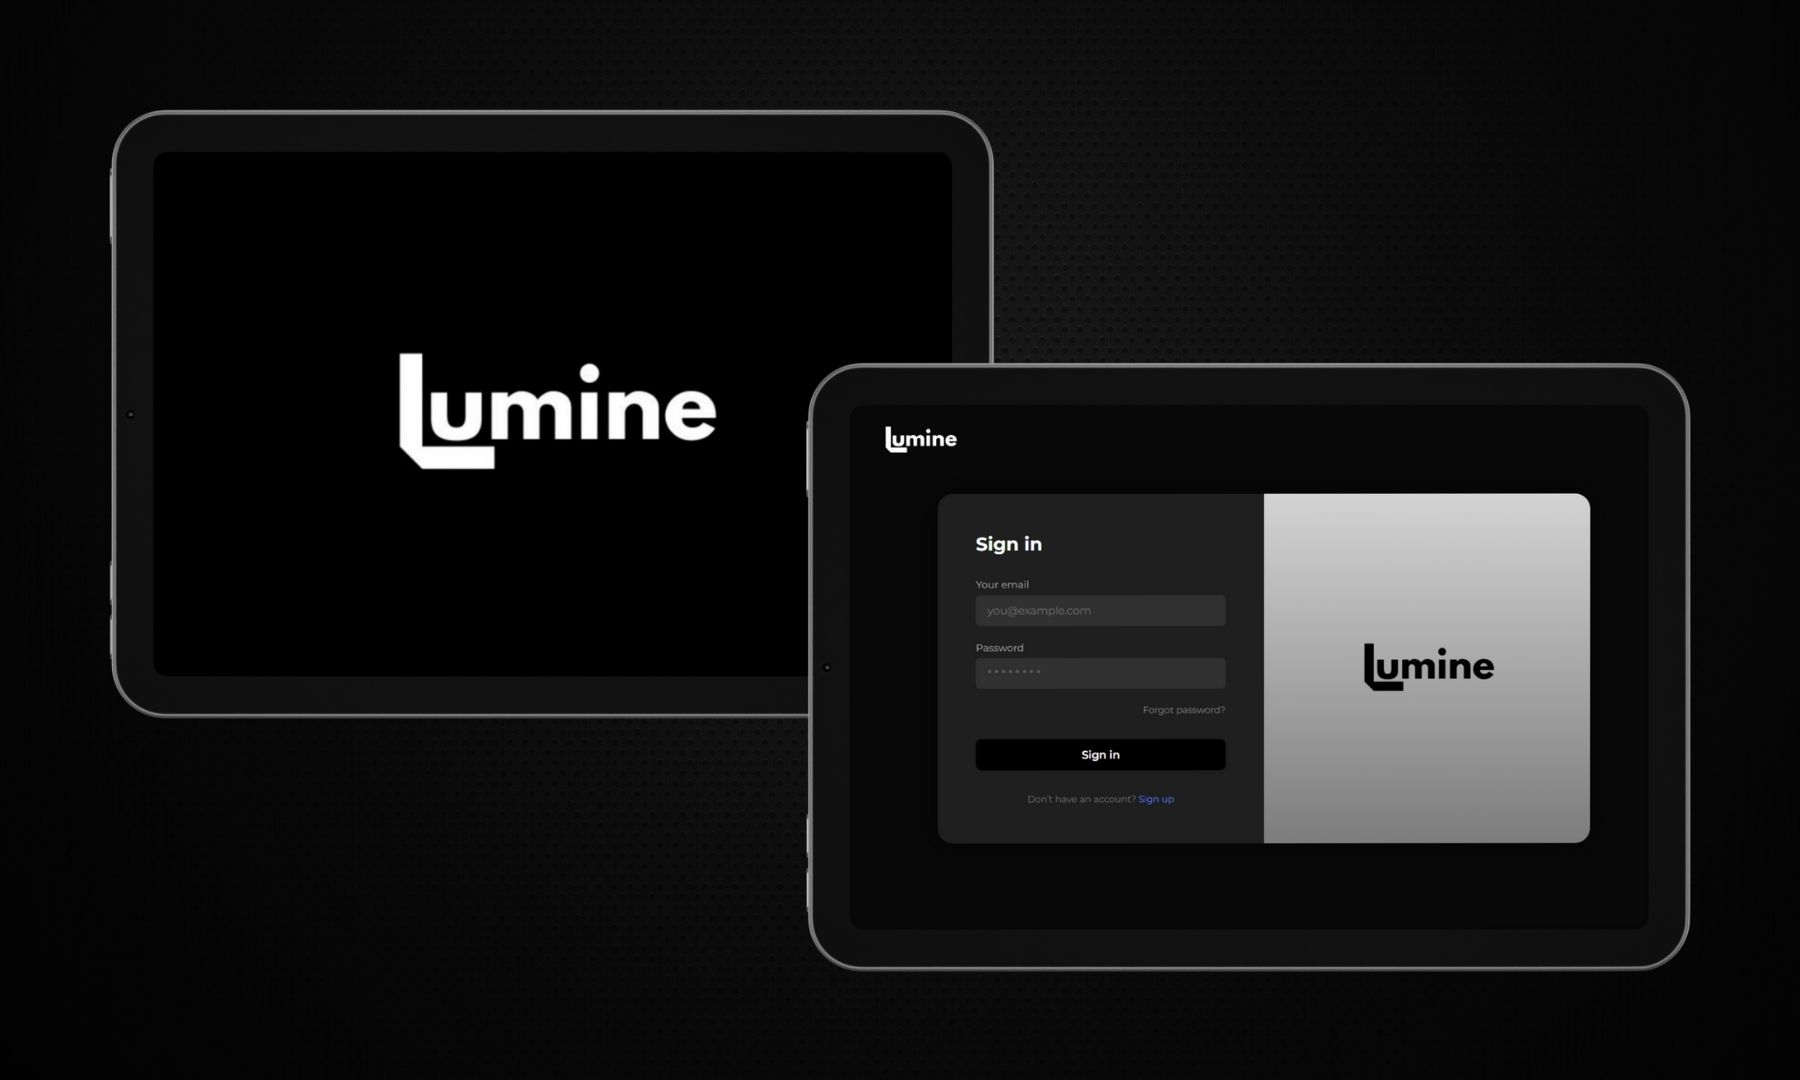 Lumine
Lumine
Sign in
Your email
you@example.com
Password
••••••••
Forgot password?
Sign in
Don't have an account? Sign up
Lumine